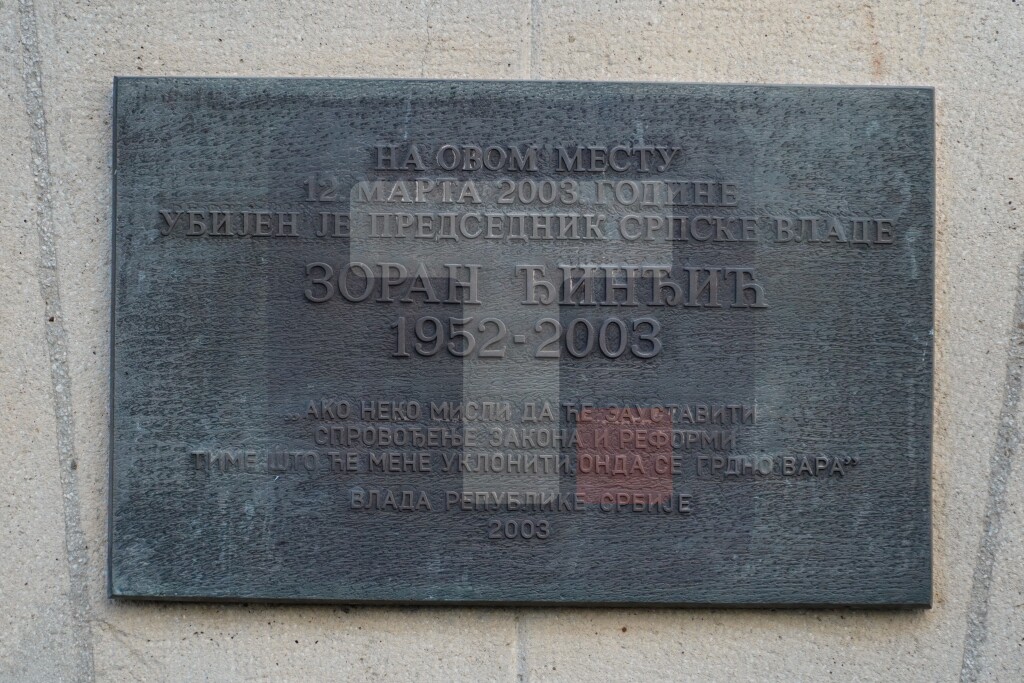 НА ОВОМ МЕСТУ
12. МАРТА 2003. ГОДИНЕ
УБИЈЕН ЈЕ ПРЕДСЕДНИК СРПСКЕ ВЛАДЕ
ЗОРАН ЂИНЂИЋ
1952-2003
„АКО НЕКО МИСЛИ ДА ЋЕ ЗАУСТАВИТИ
СПРОВОЂЕЊЕ ЗАКОНА И РЕФОРМИ
ТИМЕ ШТО ЋЕ МЕНЕ УКЛОНИТИ, ОНДА СЕ ГРДНО ВАРА”
ВЛАДА РЕПУБЛИКЕ СРБИЈЕ
2003